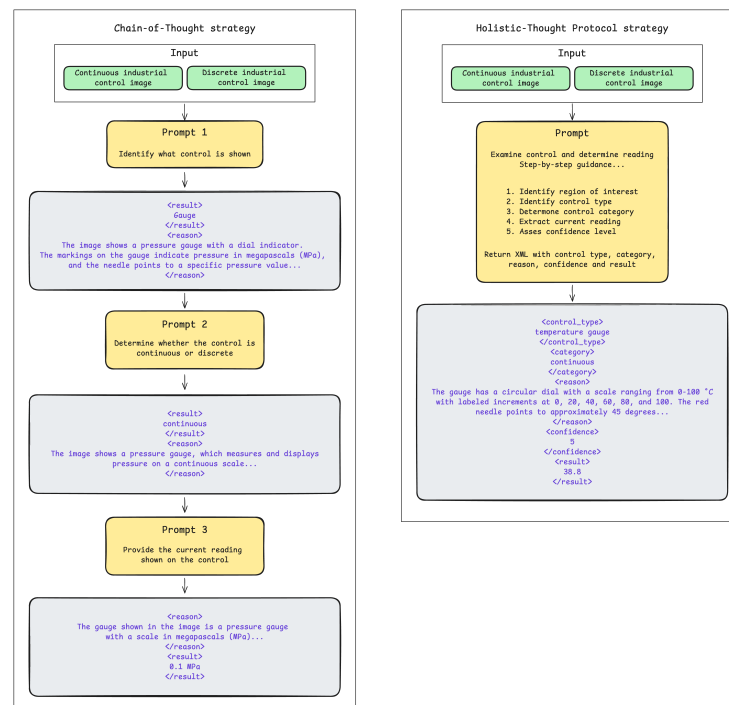 Chain-of-Thought strategy
Input
Continuous industrial
control image
Discrete industrial
control image
Prompt 1
Identify what control is shown
<result>
Gauge
</result>
<reason>
The image shows a pressure gauge with a dial indicator.
The markings on the gauge indicate pressure in megapascals (MPa),
and the needle points to a specific pressure value...
</reason>
Prompt 2
Determine whether the control is
continuous or discrete
<result>
continuous
</result>
<reason>
The image shows a pressure gauge, which measures and displays
pressure on a continuous scale...
</reason>
Prompt 3
Provide the current reading
shown on the control
<reason>
The gauge shown in the image is a pressure gauge
with a scale in megapascals (MPa)...
</reason>
<result>
0.1 MPa
</result>
Holistic-Thought Protocol strategy
Input
Continuous industrial
control image
Discrete industrial
control image
Prompt
Examine control and determine reading
Step-by-step guidance...
1. Identify region of interest
2. Identify control type
3. Determone control category
4. Extract current reading
5. Asses confidence level
Return XML with control type, category,
reason, confidence and result
<control_type>
temperature gauge
</control_type>
<category>
continuous
</category>
<reason>
The gauge has a circular dial with a scale ranging from 0-100 °C
with labeled increments at 0, 20, 40, 60, 80, and 100. The red
needle points to approximately 45 degrees...
</reason>
<confidence>
5
</confidence>
<result>
38.8
</result>